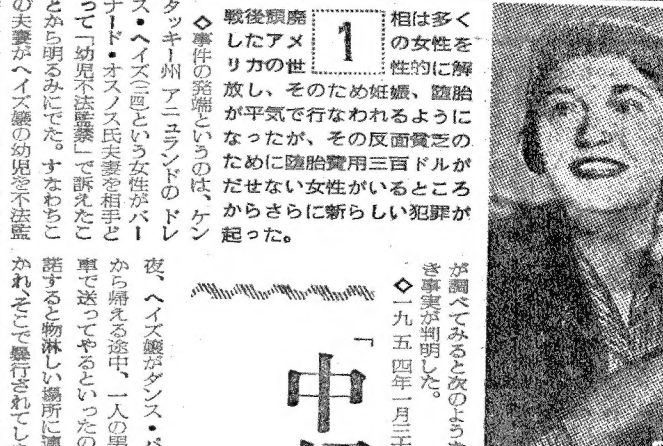 1
戦後頽廃
したアメ
リカの世
相は多く
の女性を
性的に解
放し、そのため妊娠、堕胎
が平気で行なわれるように
なったが、その反面貧乏の
ために堕胎費用三百ドルが
だせない女性がいるところ
からさらに新らしい犯罪が
起った。
◇事件の発端というのは、ケン
タッキー州 アニュランドの ドレ
ス・ヘイズ(二四)という女性がバー
ナード・オスノス氏夫妻を相手ど
って「幼児不法監禁」で訴えたこ
とから明るみにでた。すなわちこ
の夫妻がヘイズ嬢の幼児を不法監
が調べてみると次のよう
き事実が判明した。
◇一九五四年一月三十
「中
夜、ヘイズ嬢がダンス・パ
から帰える途中、一人の男
車で送ってやるといったの
諾すると物淋しい場所に連
かれ、そこで暴行されてし